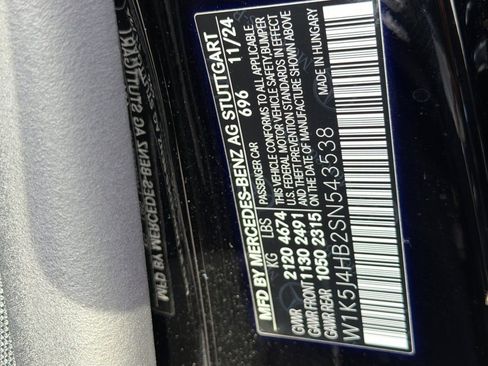 MFD BY MERCEDES-BENZ AG STUTTGART
696 11/24
KG LBS PASSENGER CAR
GVWR 2120 4674 THIS VEHICLE CONFORMS TO ALL APPLICABLE
U.S. FEDERAL MOTOR VEHICLE SAFETY,BUMPER
GAWR FRONT 1130 2491 AND THEFT PREVENTION STANDARDS IN EFFECT
GAWR REAR 1050 2315 ON THE DATE OF MANUFACTURE SHOWN ABOVE
W1K5J4HB2SN543538 MADE IN HUNGARY